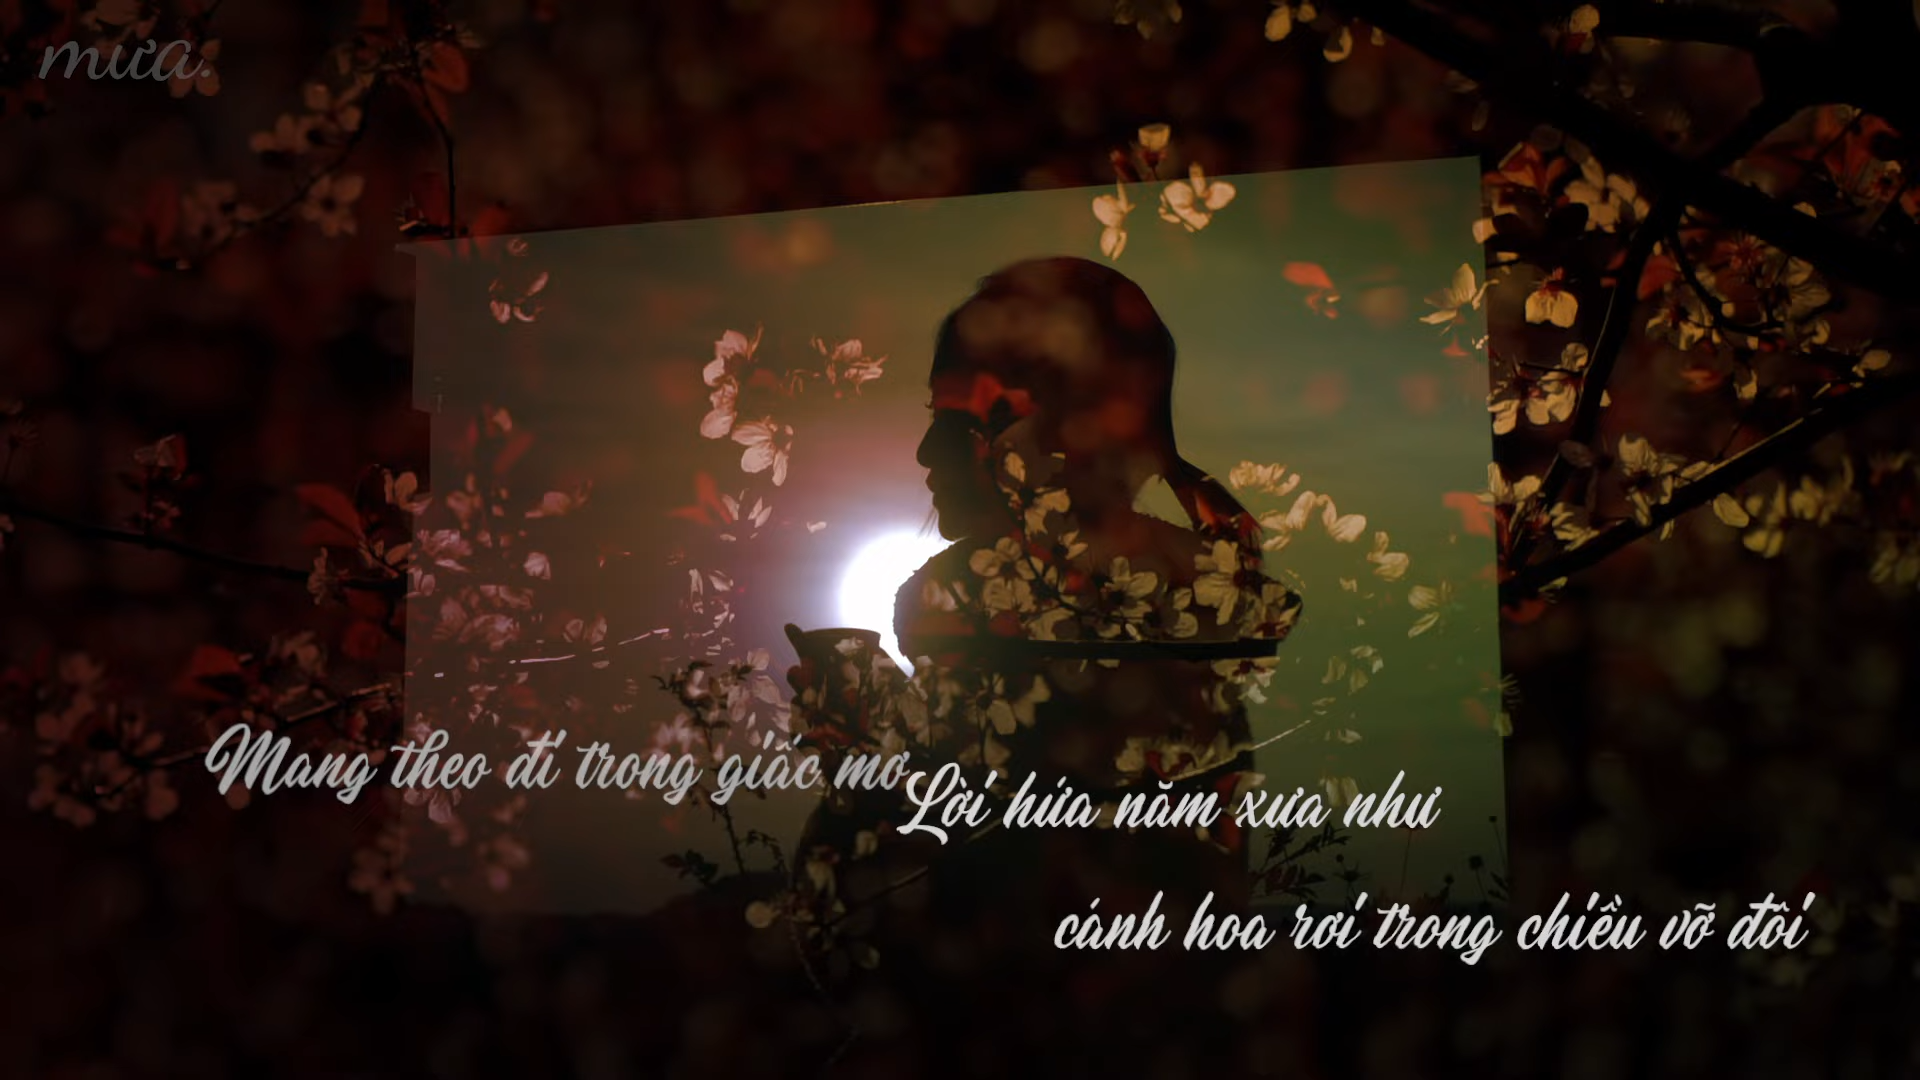 mưa.
Mang theo đi trong giấc mơ
Lời hứa năm xưa như
cánh hoa rơi trong chiều vỡ đôi